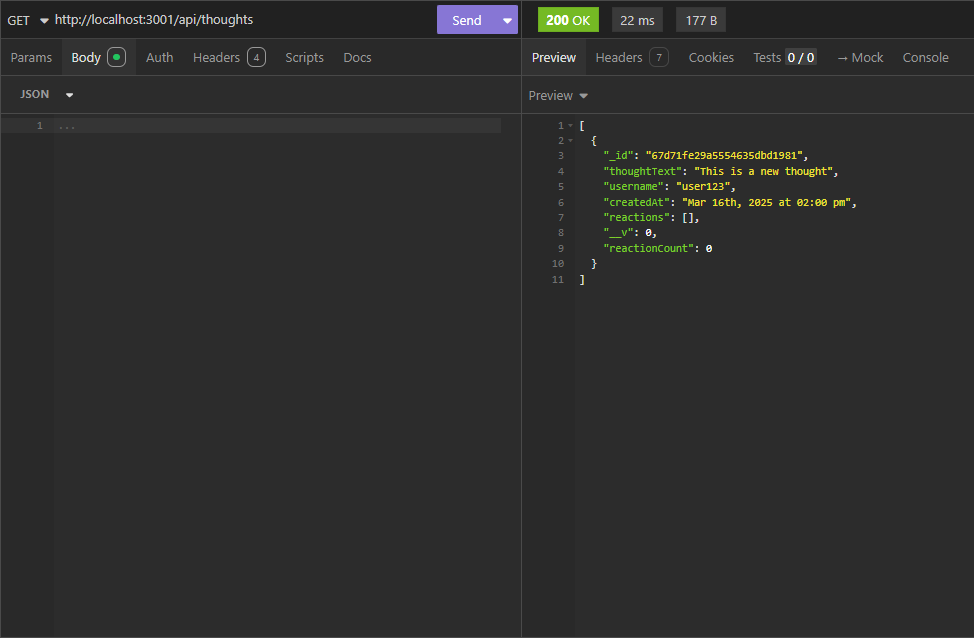 GET http://localhost:3001/api/thoughts Send
200 OK 22 ms 177 B
Params Body Auth Headers 4 Scripts Docs
Preview Headers 7 Cookies Tests 0 / 0 → Mock Console
JSON
Preview
1 ...
1 [
2 {
3 "_id": "67d71fe29a5554635dbd1981",
4 "thoughtText": "This is a new thought",
5 "username": "user123",
6 "createdAt": "Mar 16th, 2025 at 02:00 pm",
7 "reactions": [],
8 "__v": 0,
9 "reactionCount": 0
10 }
11 ]